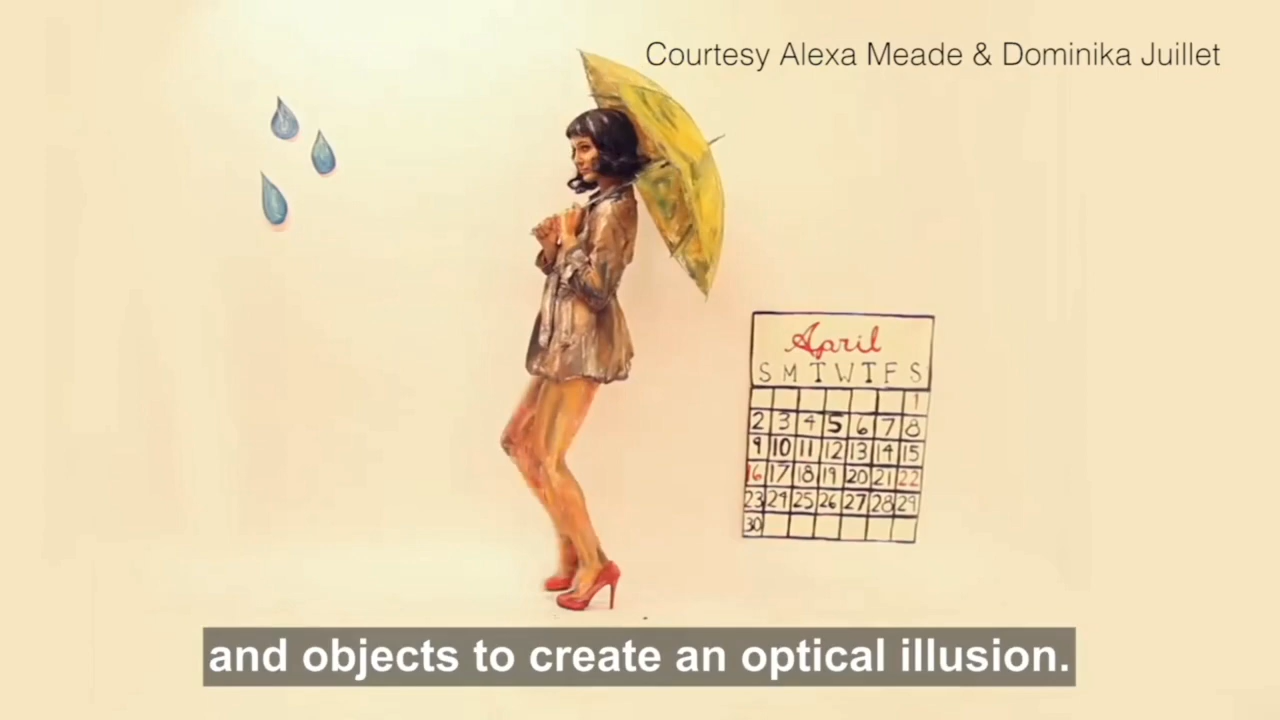 Courtesy Alexa Meade & Dominika Juillet
April
S M T W T F S
1
2 3 4 5 6 7 8
9 10 11 12 13 14 15
16 17 18 19 20 21 22
23 24 25 26 27 28 29
30
and objects to create an optical illusion.